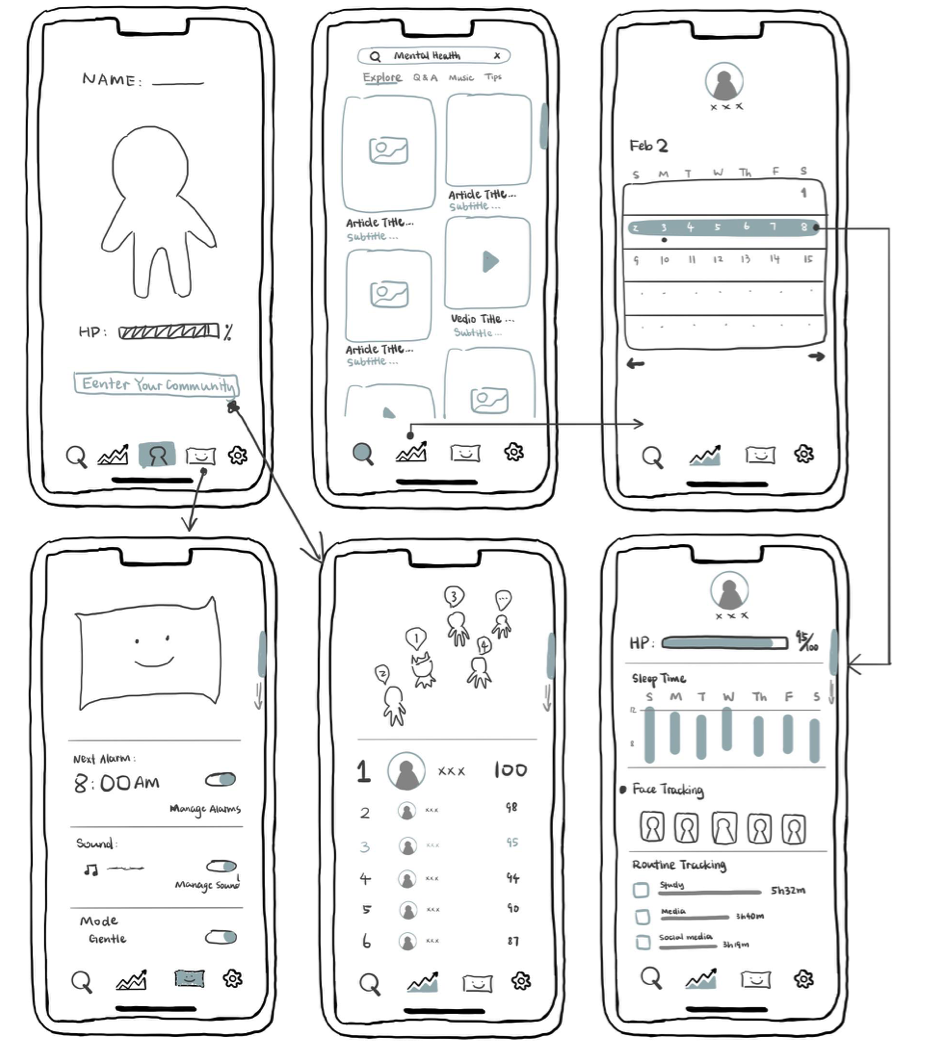 NAME:
HP: %
Eenter Your Community
Mental Health x
Explore Q&A Music Tips
Article Title...
Subtitle...
Article Title...
Subtitle...
Vedio Title...
Subtitle...
Article Title...
Subtitle...
x x x
Feb 2
S M T W Th F S
1
2 3 4 5 6 7 8
9 10 11 12 13 14 15
Next Alarm:
8:00AM
Manage Alarms
Sound:
Manage Sound
Mode
Gentle
3
...
1
4
2
1 xxx 100
2 xxx 98
3 xxx 95
4 xxx 94
5 xxx 90
6 xxx 87
x x x
HP: 95/100
Sleep Time
S M T W Th F S
12
8
Face Tracking
Routine Tracking
Study 5h32m
Media 3h40m
Social media 3h19m